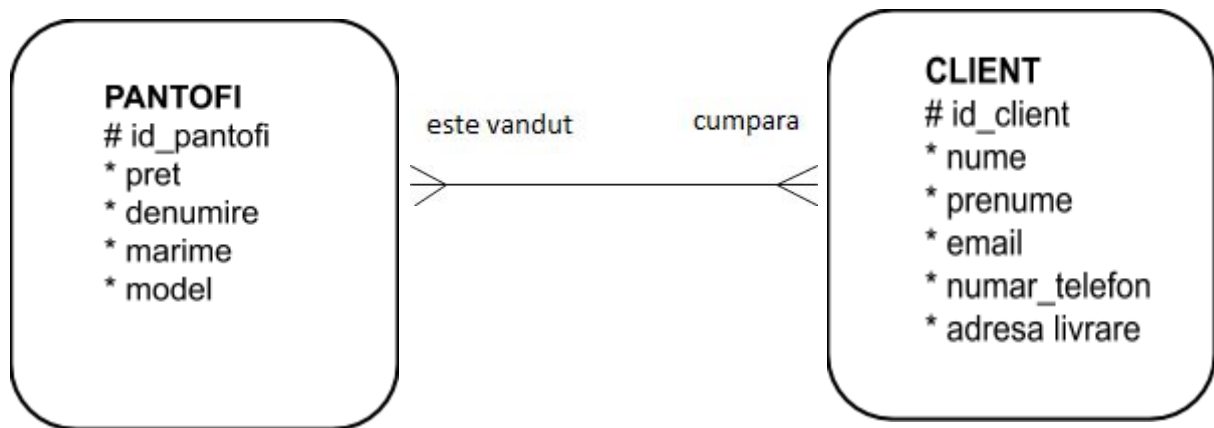 PANTOFI
# id_pantofi
* pret
* denumire
* marime
* model
este vandut
cumpara
CLIENT
# id_client
* nume
* prenume
* email
* numar_telefon
* adresa livrare